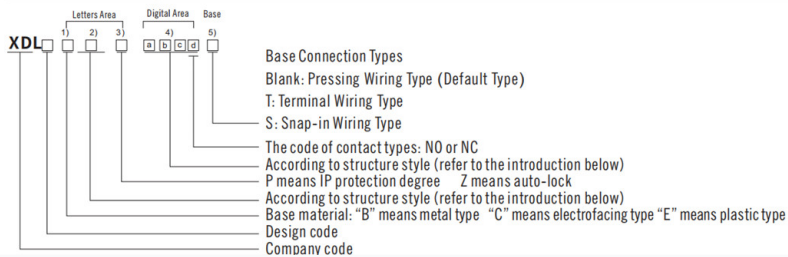 Letters Area Digital Area Base
1) 2) 3) 4) 5)
XDL a b c d
Base Connection Types
Blank: Pressing Wiring Type (Default Type)
T: Terminal Wiring Type
S: Snap-in Wiring Type
The code of contact types: NO or NC
According to structure style (refer to the introduction below)
P means IP protection degree Z means auto-lock
According to structure style (refer to the introduction below)
Base material: “B” means metal type “C” means electrofacing type “E” means plastic type
Design code
Company code